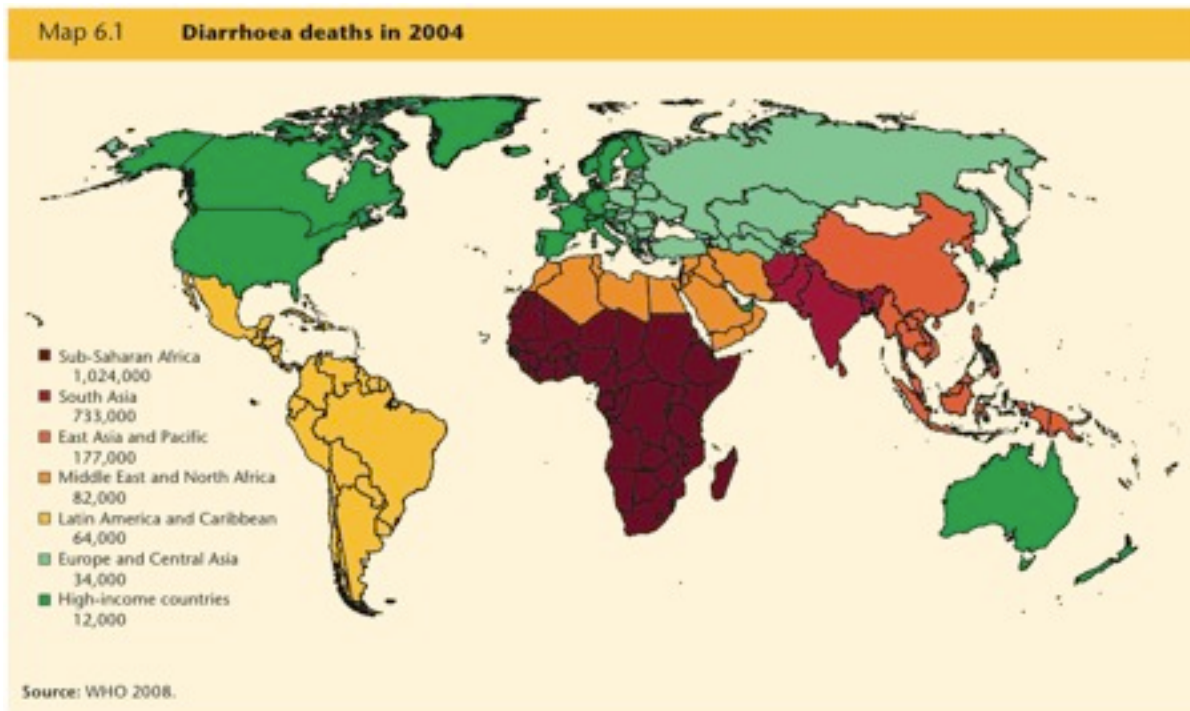 Map 6.1 Diarrhoea deaths in 2004
Sub-Saharan Africa
1,024,000
South Asia
733,000
East Asia and Pacific
177,000
Middle East and North Africa
82,000
Latin America and Caribbean
64,000
Europe and Central Asia
34,000
High-income countries
12,000
Source: WHO 2008.